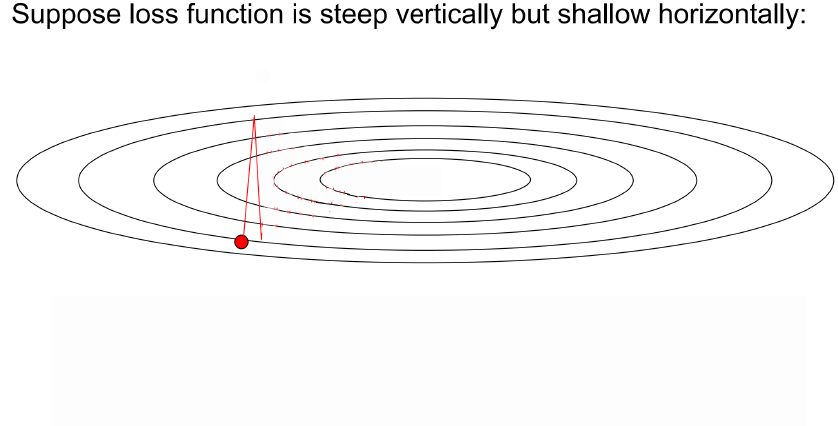 Suppose loss function is steep vertically but shallow horizontally: